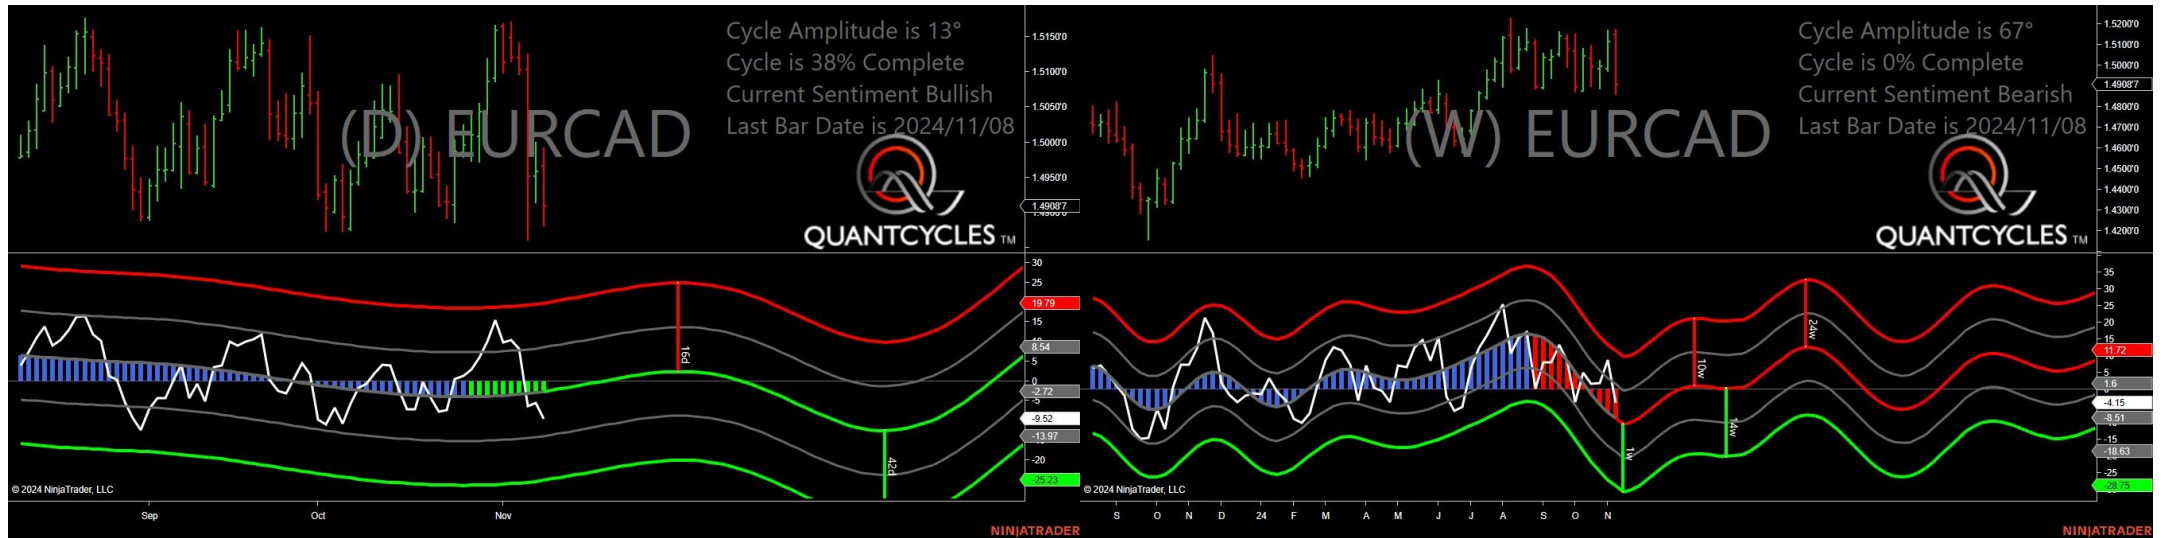 Cycle Amplitude is 13°
Cycle is 38% Complete
Current Sentiment Bullish
Last Bar Date is 2024/11/08
(D) EURCAD
QUANTCYCLES TM
1.5150'0
1.5100'0
1.5050'0
1.5000'0
1.4950'0
1.4908'7
30
25
19.79
15
8.54
5
0
-2.72
-5
-9.52
-13.97
-20
-25.23
16d
42d
© 2024 NinjaTrader, LLC
Sep
Oct
Nov
NINJATRADER
Cycle Amplitude is 67°
Cycle is 0% Complete
Current Sentiment Bearish
Last Bar Date is 2024/11/08
(W) EURCAD
QUANTCYCLES TM
1.5200'0
1.5100'0
1.5000'0
1.4908'7
1.4800'0
1.4700'0
1.4600'0
1.4500'0
1.4400'0
1.4300'0
1.4200'0
35
30
25
20
15
11.72
5
1.6
-4.15
-8.51
-15
-18.63
-25
-28.75
10w
24w
14w
1w
© 2024 NinjaTrader, LLC
S
O
N
D
24
F
M
A
M
J
J
A
S
O
N
NINJATRADER